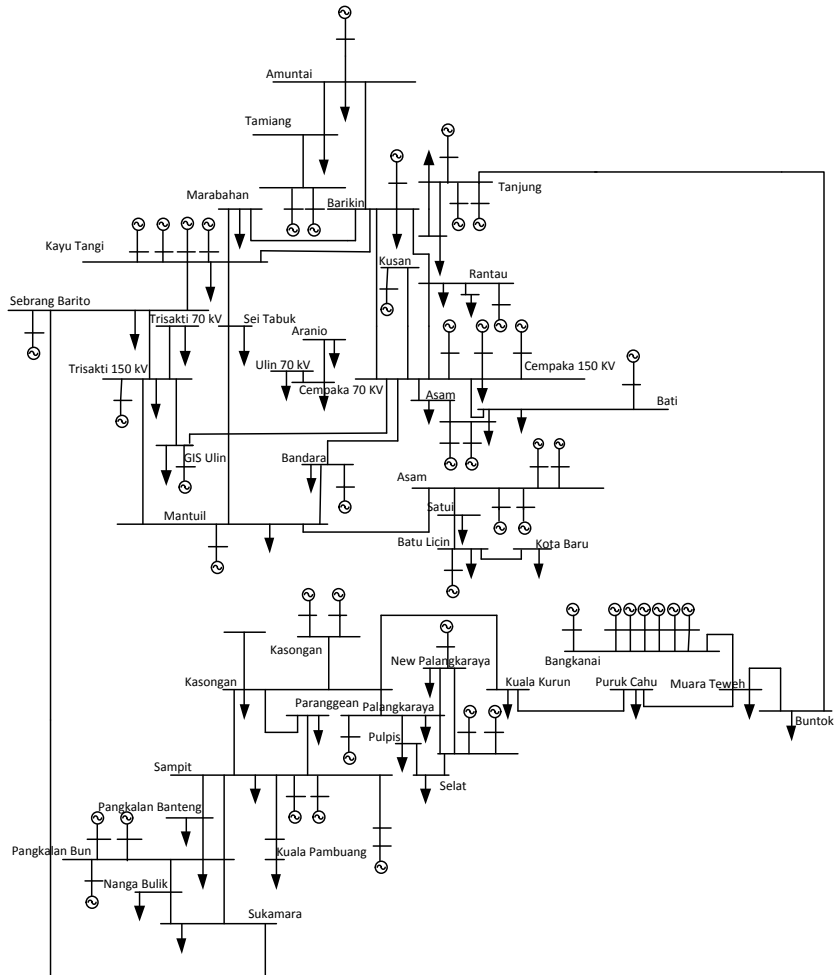 Amuntai
Tamiang
Marabahan
Barikin
Tanjung
Kayu Tangi
Kusan
Rantau
Sebrang Barito
Trisakti 70 kV
Sei Tabuk
Aranio
Trisakti 150 kV
Ulin 70 kV
Cempaka 150 KV
Cempaka 70 KV
Asam
Bati
GIS Ulin
Bandara
Asam
Mantuil
Satui
Batu Licin
Kota Baru
Kasongan
Bangkanai
New Palangkaraya
Kasongan
Kuala Kurun
Puruk Cahu
Muara Teweh
Paranggean
Palangkaraya
Buntok
Pulpis
Sampit
Selat
Pangkalan Banteng
Pangkalan Bun
Kuala Pambuang
Nanga Bulik
Sukamara